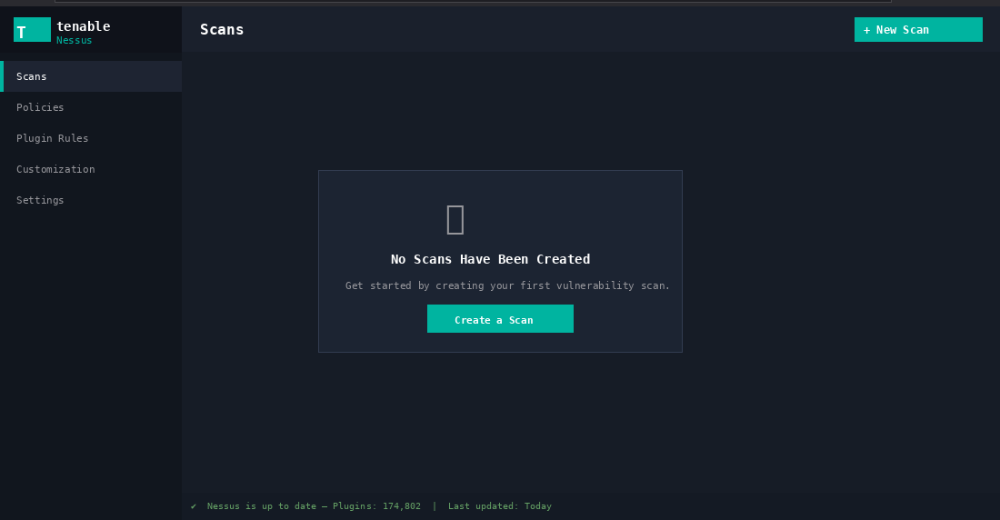 T
tenable
Nessus
Scans
Policies
Plugin Rules
Customization
Settings
Scans
+ New Scan
No Scans Have Been Created
Get started by creating your first vulnerability scan.
Create a Scan
✔ Nessus is up to date — Plugins: 174,802 | Last updated: Today